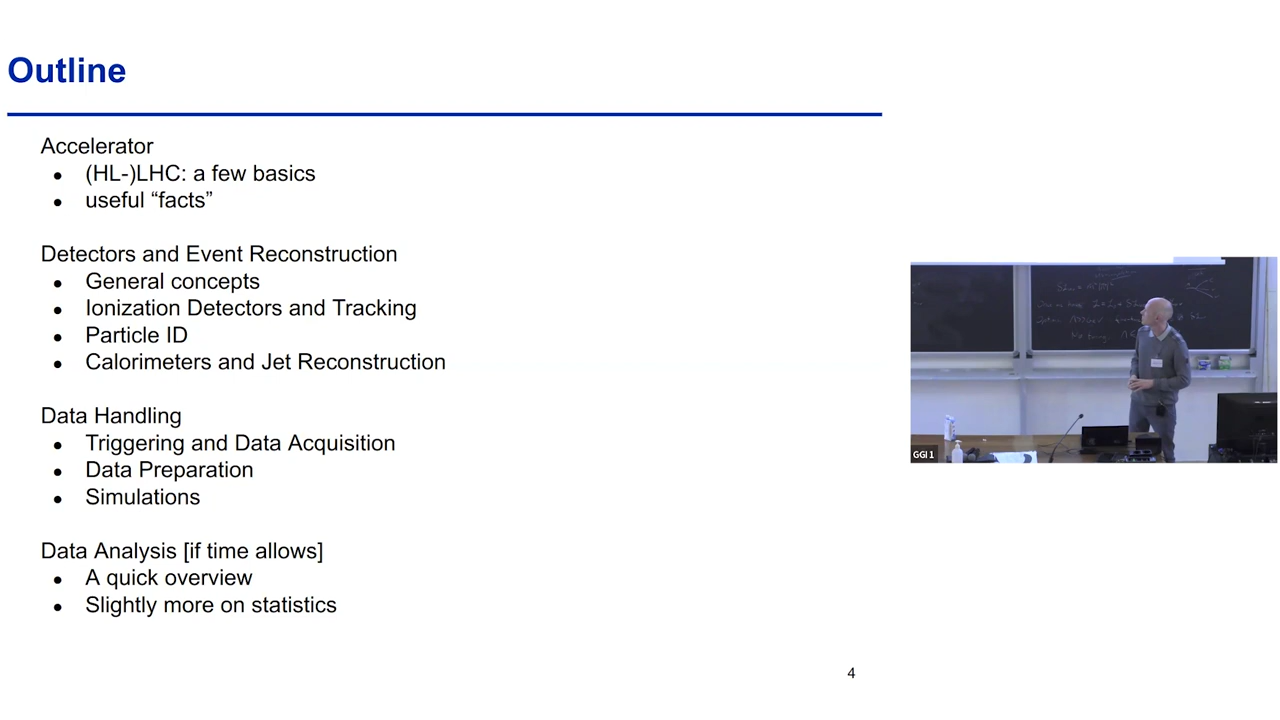 Outline
Accelerator
● (HL-)LHC: a few basics
● useful “facts”
Detectors and Event Reconstruction
● General concepts
● Ionization Detectors and Tracking
● Particle ID
● Calorimeters and Jet Reconstruction
Data Handling
● Triggering and Data Acquisition
● Data Preparation
● Simulations
Data Analysis [if time allows]
● A quick overview
● Slightly more on statistics
4
GGI 1